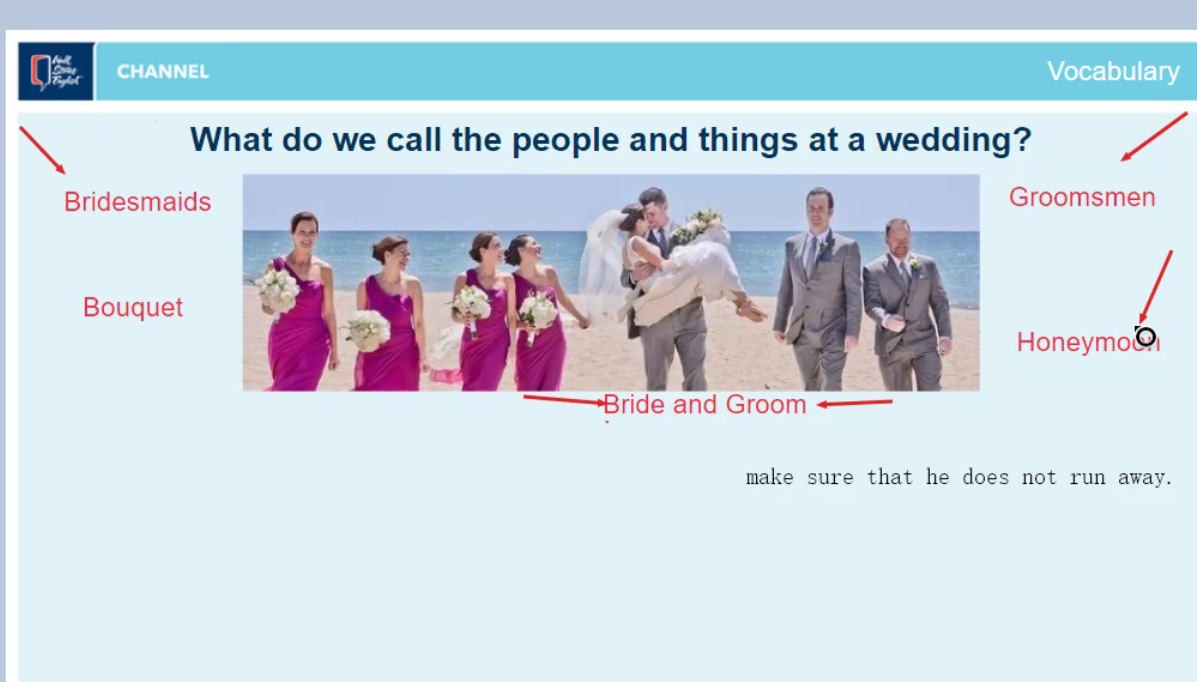 Wall
Street
English
CHANNEL
Vocabulary
What do we call the people and things at a wedding?
Bridesmaids
Groomsmen
Bouquet
Honeymoon
Bride and Groom
make sure that he does not run away.